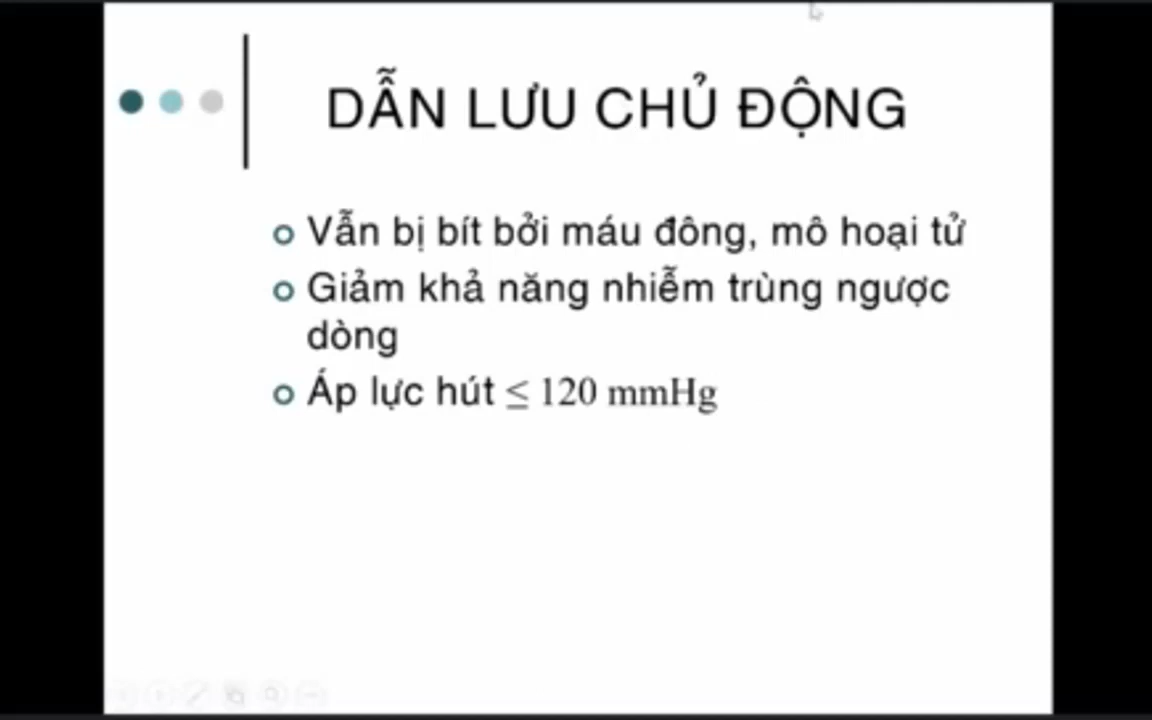 DẪN LƯU CHỦ ĐỘNG
Vẫn bị bít bởi máu đông, mô hoại tử
Giảm khả năng nhiễm trùng ngược
dòng
Áp lực hút ≤ 120 mmHg